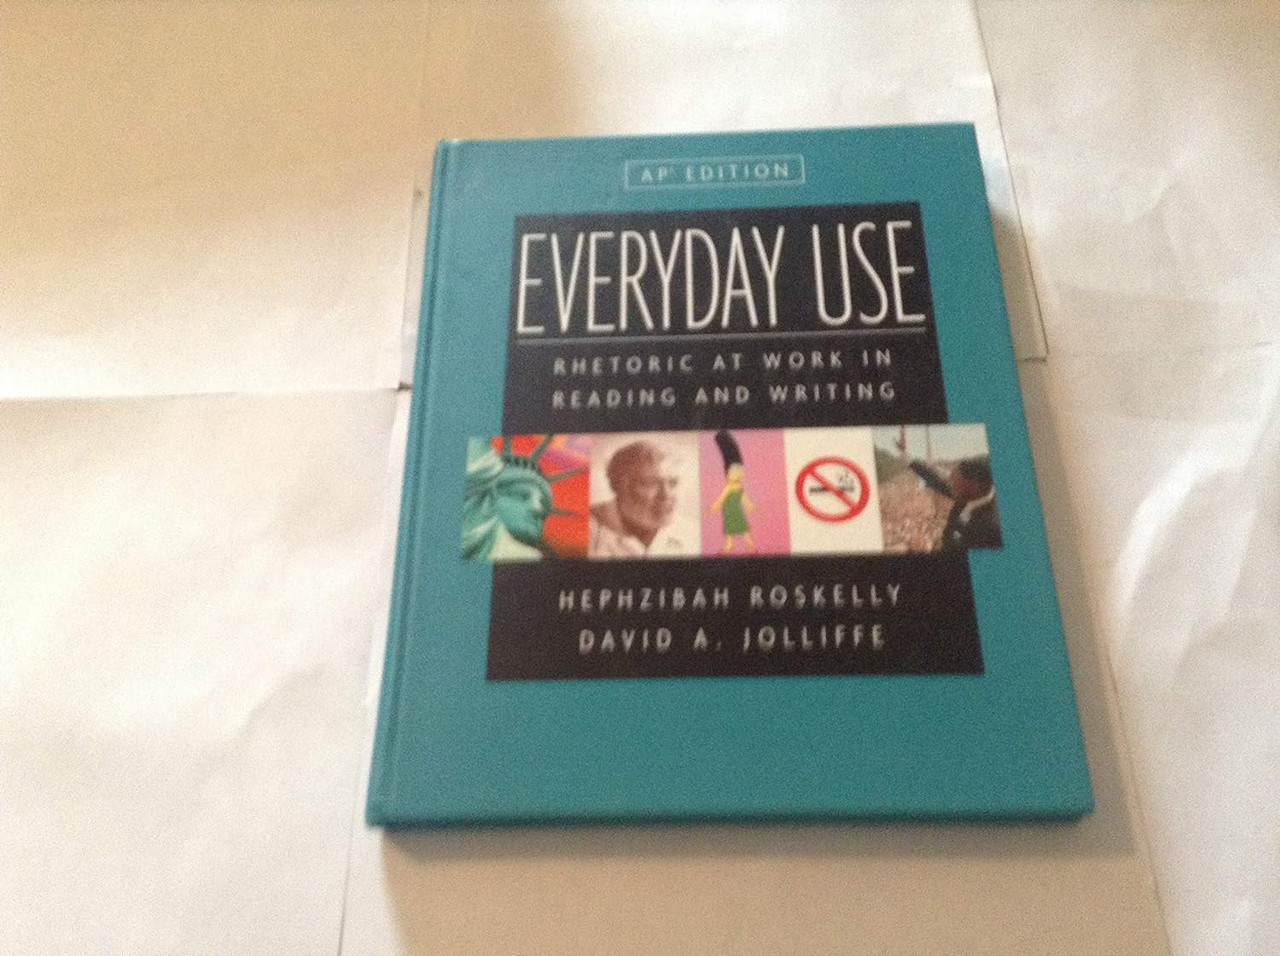 AP® EDITION
EVERYDAY USE
RHETORIC AT WORK IN
READING AND WRITING
HEPHZIBAH ROSKELLY
DAVID A. JOLLIFFE